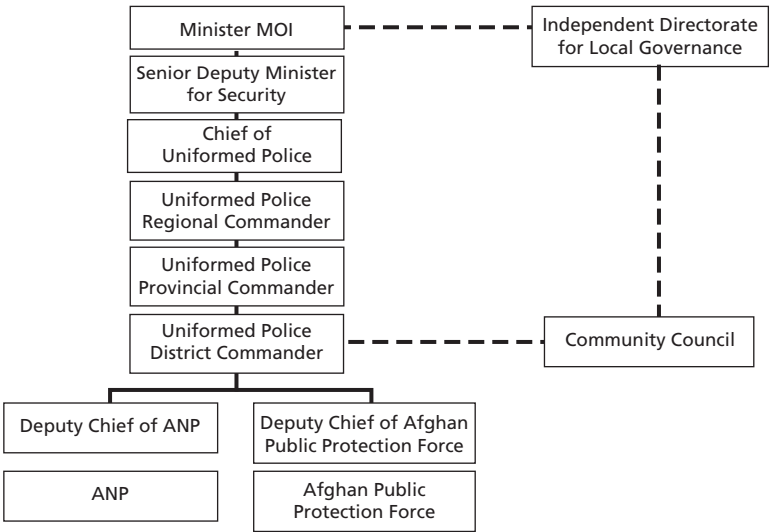 Minister MOI
Independent Directorate
for Local Governance
Senior Deputy Minister
for Security
Chief of
Uniformed Police
Uniformed Police
Regional Commander
Uniformed Police
Provincial Commander
Uniformed Police
District Commander
Community Council
Deputy Chief of ANP
Deputy Chief of Afghan
Public Protection Force
ANP
Afghan Public
Protection Force